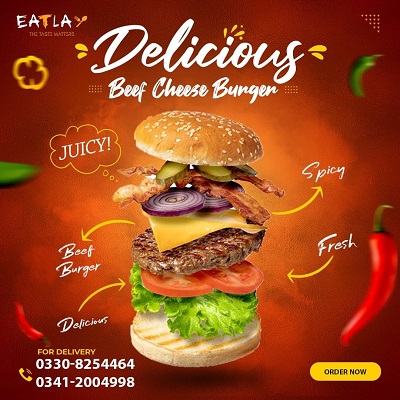 EATLAY
THE TASTE MATTERS
Delicious
Beef Cheese Burger
JUICY!
Spicy
Beef
Burger
Fresh
Delicious
FOR DELIVERY
0330-8254464
0341-2004998
ORDER NOW